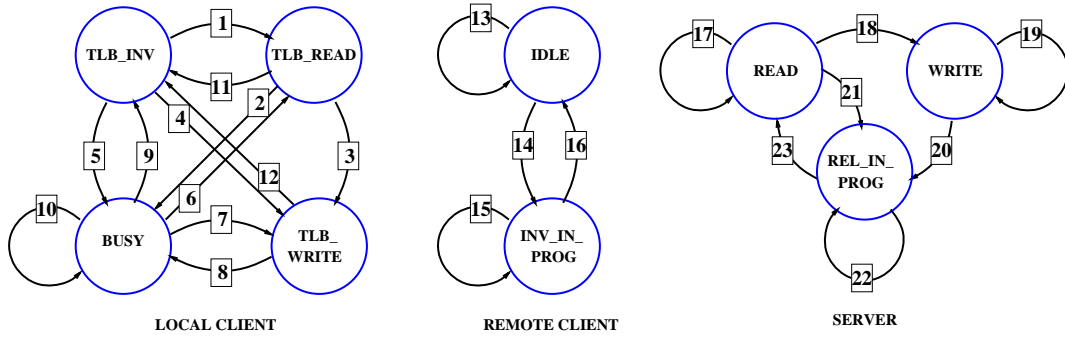 1
TLB_INV
TLB_READ
11
2
4
5
9
3
12
6
10
7
BUSY
TLB_
WRITE
8
LOCAL CLIENT
13
IDLE
14
16
15
INV_IN_
PROG
REMOTE CLIENT
17
18
19
READ
WRITE
21
23
20
REL_IN_
PROG
22
SERVER